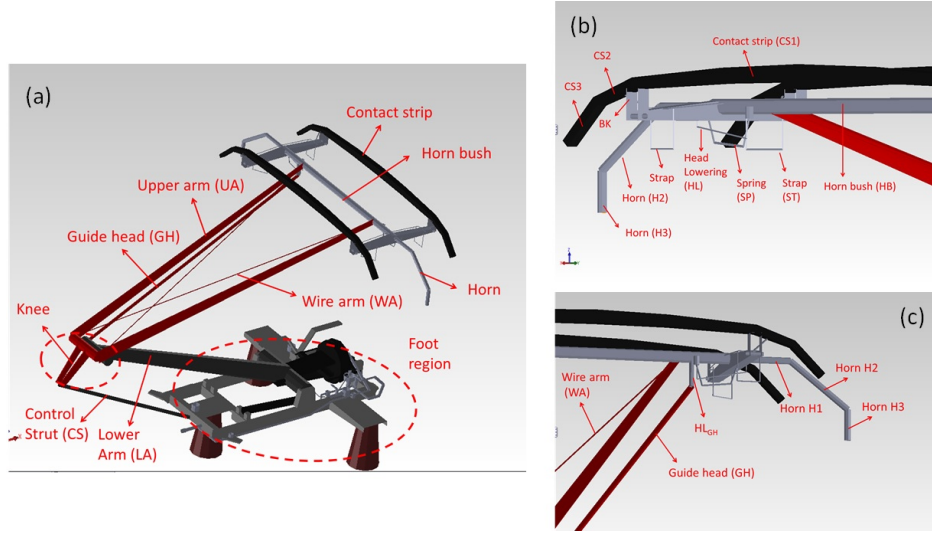 (a)
Contact strip
Horn bush
Upper arm (UA)
Guide head (GH)
Wire arm (WA)
Horn
Knee
Foot
region
Control
Strut (CS)
Lower
Arm (LA)
(b)
Contact strip (CS1)
CS2
CS3
BK
Strap
Head
Lowering
(HL)
Spring
(SP)
Strap
(ST)
Horn bush (HB)
Horn (H2)
Horn (H3)
(c)
Wire arm
(WA)
Horn H2
Horn H1
Horn H3
HL_GH
Guide head (GH)